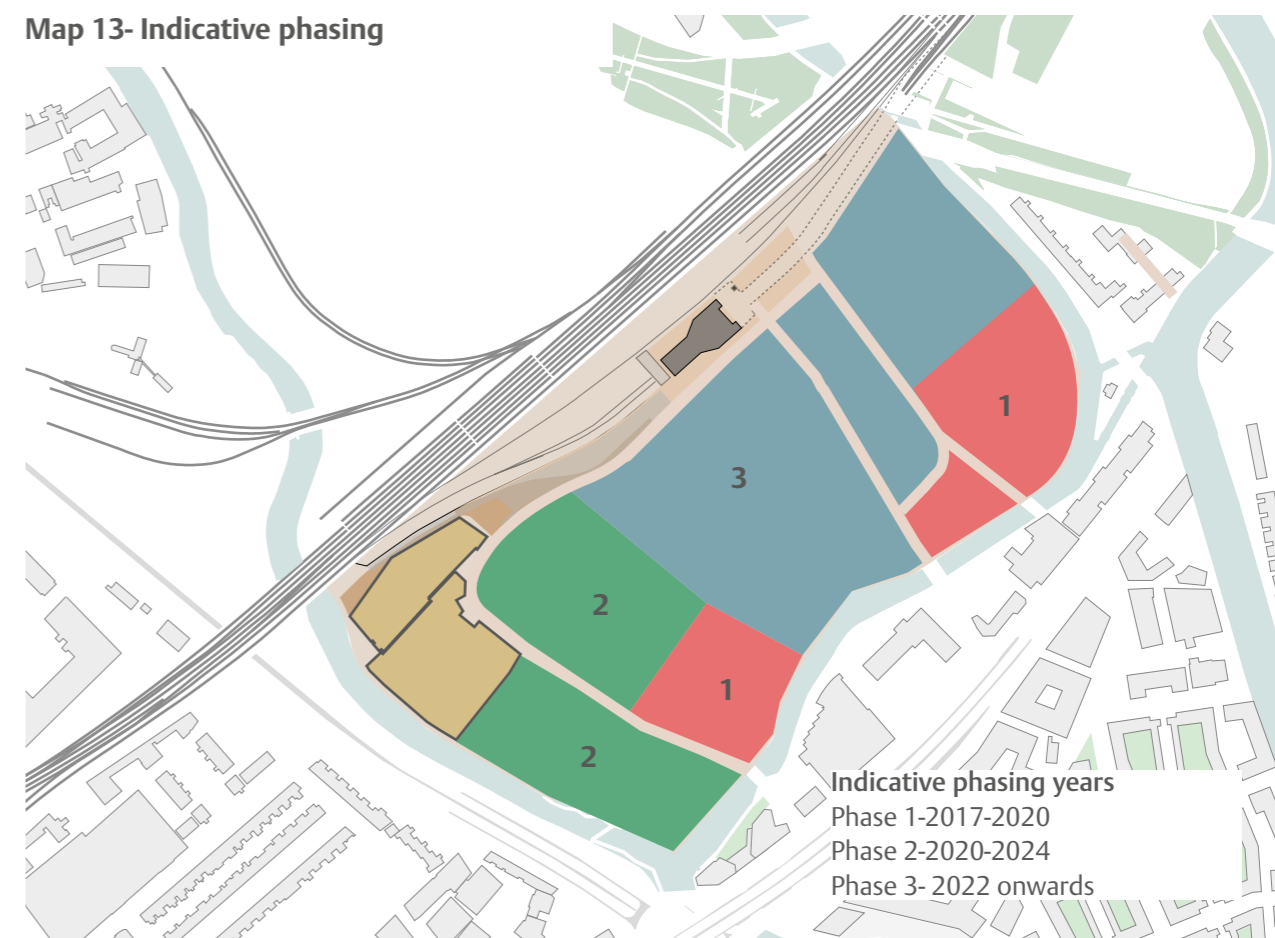 Map 13- Indicative phasing
1
3
2
1
2
Indicative phasing years
Phase 1-2017-2020
Phase 2-2020-2024
Phase 3- 2022 onwards